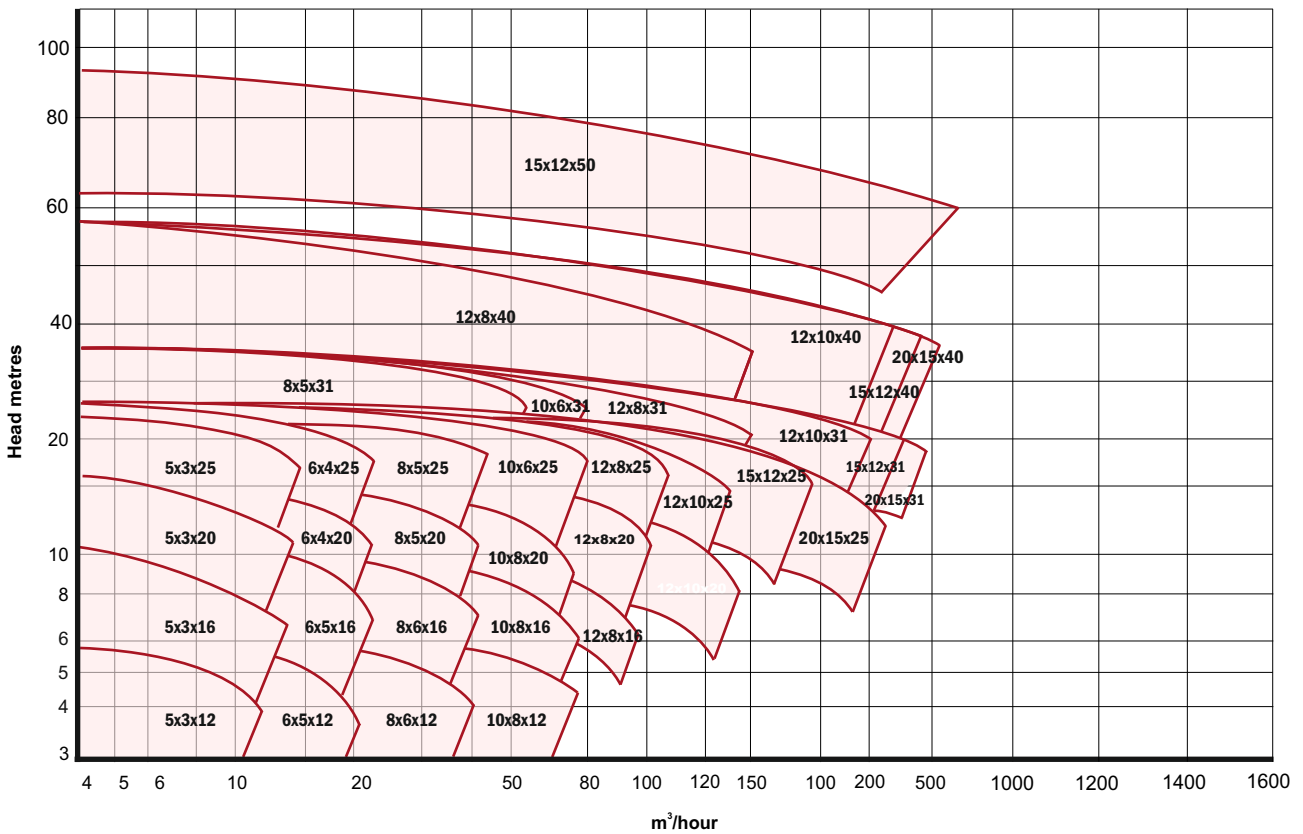 100
80
15x12x50
60
12x8x40
12x10x40
40
20x15x40
Head metres
8x5x31
15x12x40
10x6x31
12x8x31
12x10x31
20
5x3x25
6x4x25
8x5x25
10x6x25
12x8x25
15x12x25
15x12x31
12x10x25
20x15x31
5x3x20
6x4x20
8x5x20
12x8x20
20x15x25
10
10x8x20
12x10x20
8
5x3x16
6x5x16
8x6x16
10x8x16
12x8x16
6
5
4
5x3x12
6x5x12
8x6x12
10x8x12
3
4 5 6 10 20 50 80 100 120 150 100 200 500 1000 1200 1400 1600
m³/hour